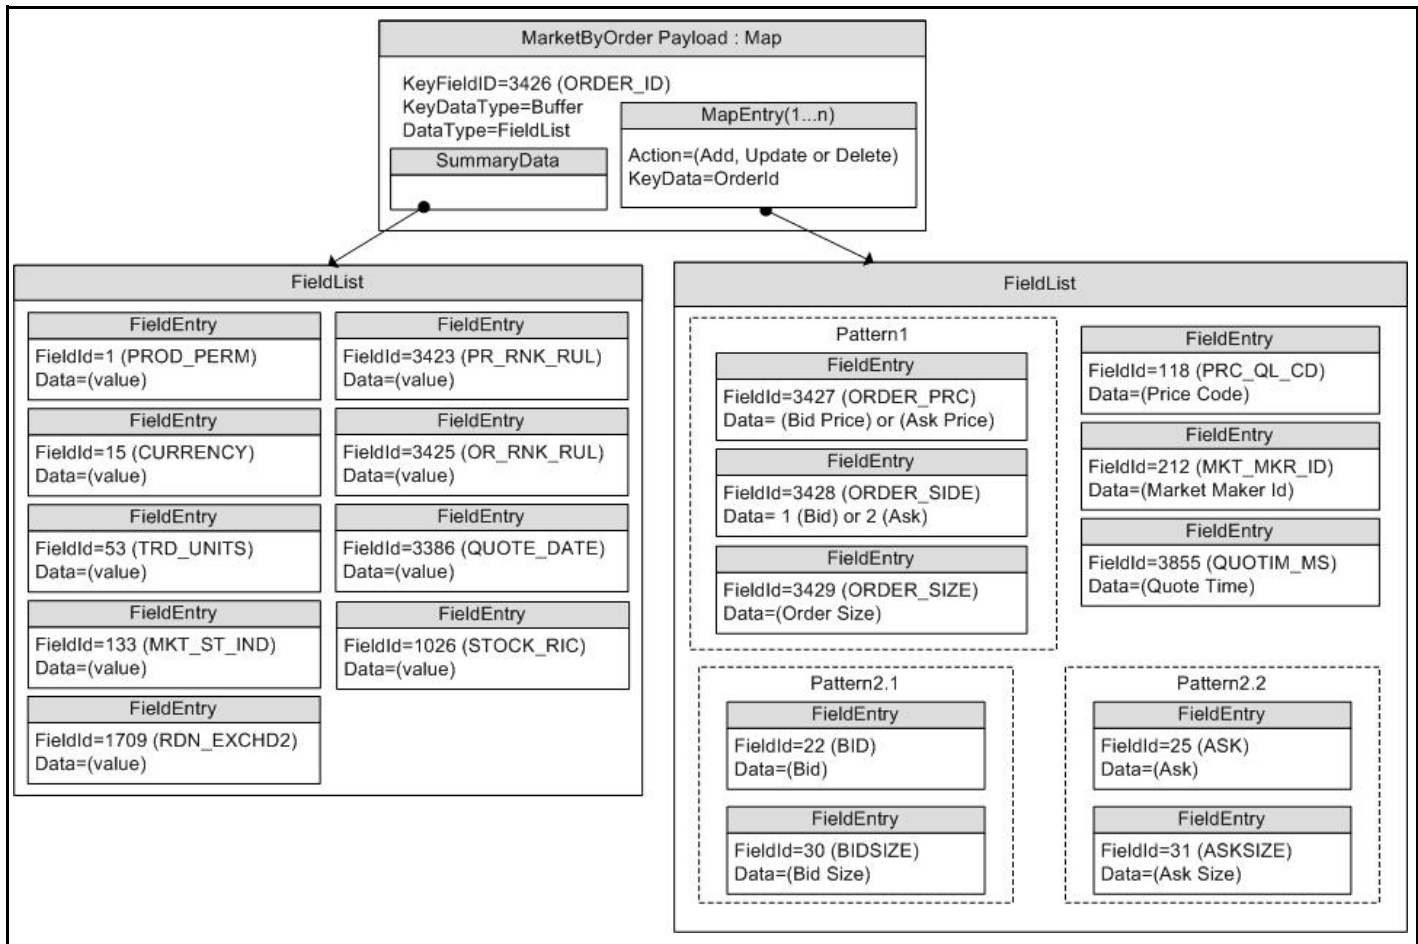 MarketByOrder Payload : Map
KeyFieldID=3426 (ORDER_ID)
KeyDataType=Buffer
DataType=FieldList
SummaryData
MapEntry(1...n)
Action=(Add, Update or Delete)
KeyData=OrderId
FieldList
FieldEntry
FieldId=1 (PROD_PERM)
Data=(value)
FieldEntry
FieldId=15 (CURRENCY)
Data=(value)
FieldEntry
FieldId=53 (TRD_UNITS)
Data=(value)
FieldEntry
FieldId=133 (MKT_ST_IND)
Data=(value)
FieldEntry
FieldId=1709 (RDN_EXCHD2)
Data=(value)
FieldEntry
FieldId=3423 (PR_RNK_RUL)
Data=(value)
FieldEntry
FieldId=3425 (OR_RNK_RUL)
Data=(value)
FieldEntry
FieldId=3386 (QUOTE_DATE)
Data=(value)
FieldEntry
FieldId=1026 (STOCK_RIC)
Data=(value)
FieldList
Pattern1
FieldEntry
FieldId=3427 (ORDER_PRC)
Data= (Bid Price) or (Ask Price)
FieldEntry
FieldId=3428 (ORDER_SIDE)
Data= 1 (Bid) or 2 (Ask)
FieldEntry
FieldId=3429 (ORDER_SIZE)
Data=(Order Size)
FieldEntry
FieldId=118 (PRC_QL_CD)
Data=(Price Code)
FieldEntry
FieldId=212 (MKT_MKR_ID)
Data=(Market Maker Id)
FieldEntry
FieldId=3855 (QUOTIM_MS)
Data=(Quote Time)
Pattern2.1
FieldEntry
FieldId=22 (BID)
Data=(Bid)
FieldEntry
FieldId=30 (BIDSIZE)
Data=(Bid Size)
Pattern2.2
FieldEntry
FieldId=25 (ASK)
Data=(Ask)
FieldEntry
FieldId=31 (ASKSIZE)
Data=(Ask Size)